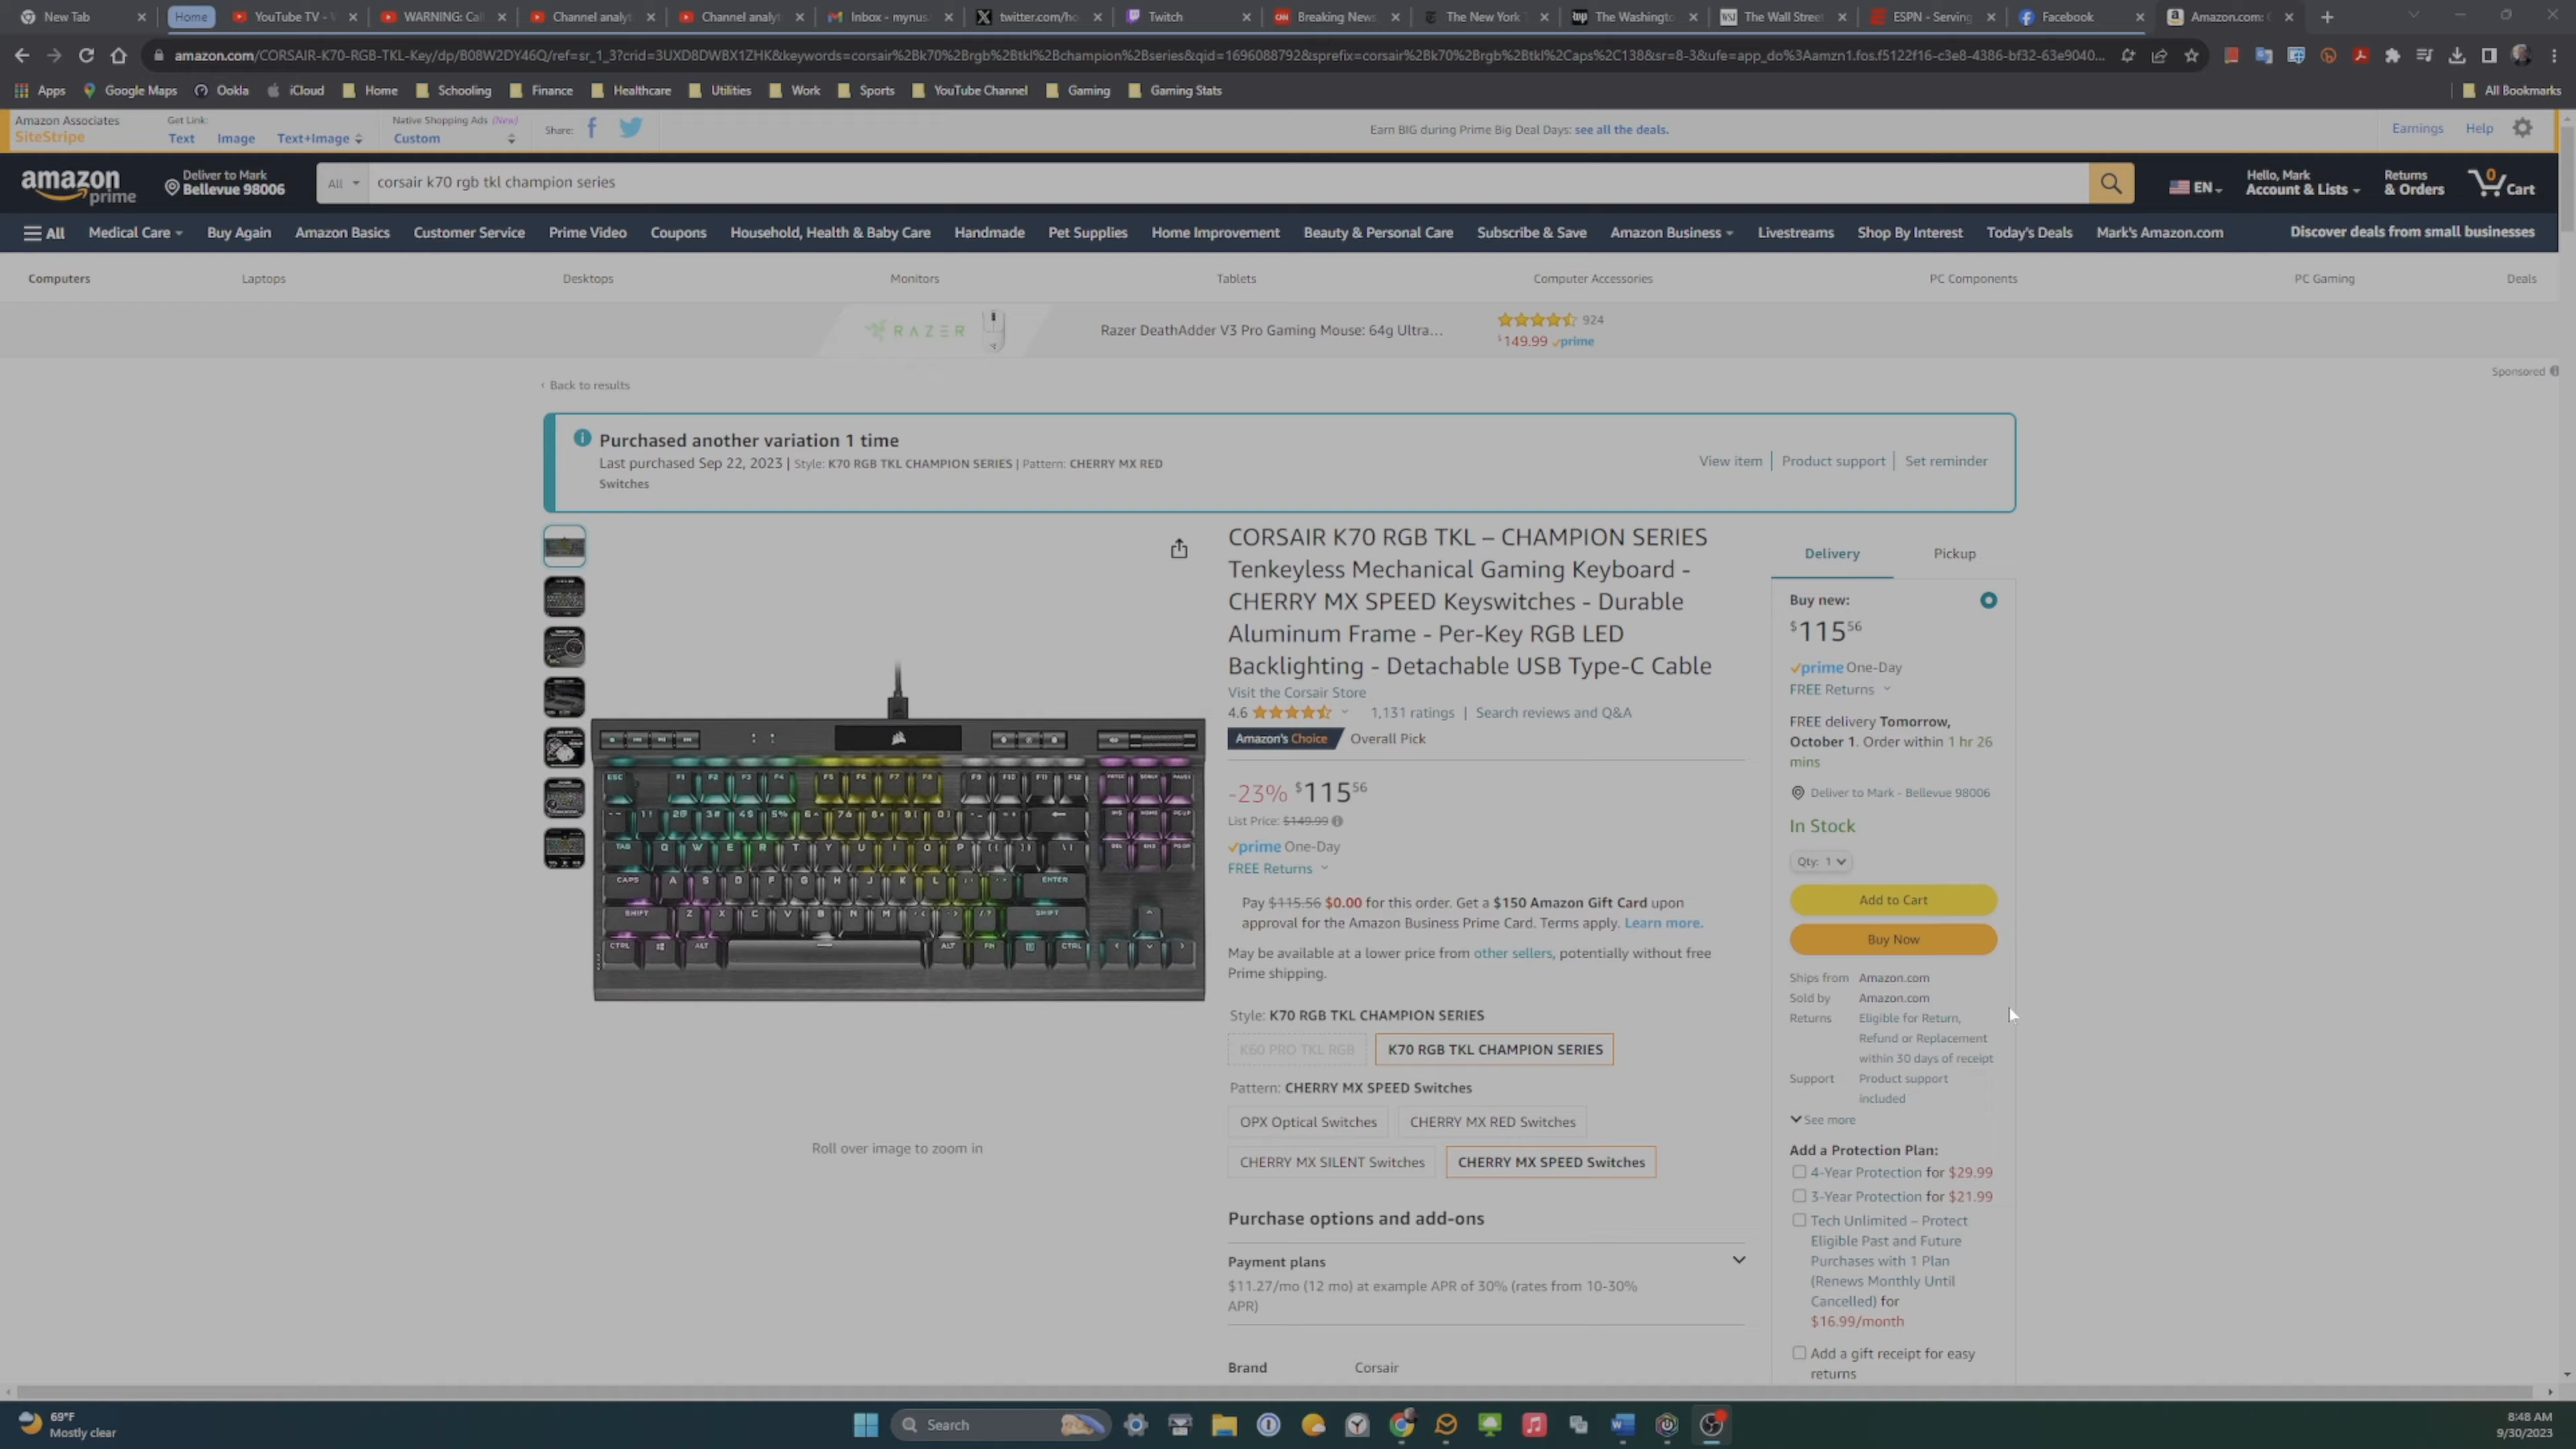 New Tab
Home
YouTube TV - W
WARNING: Cal
Channel analyt
Channel analyt
Inbox - mynus
twitter.com/ho
Twitch
Breaking News
The New York T
The Washingto
The Wall Street
ESPN - Serving
Facebook
Amazon.com: C
amazon.com/CORSAIR-K70-RGB-TKL-Key/dp/B08W2DY46Q/ref=sr_1_3?crid=3UXD8DWBX1ZHK&keywords=corsair%2Bk70%2Brgb%2Btkl%2Bchampion%2Bseries&qid=1696088792&sprefix=corsair%2Bk70%2Brgb%2Btkl%2Caps%2C138&sr=8-3&ufe=app_do%3Aamzn1.fos.f5122f16-c3e8-4386-bf32-63e9040...
Apps
Google Maps
Ookla
iCloud
Home
Schooling
Finance
Healthcare
Utilities
Work
Sports
YouTube Channel
Gaming
Gaming Stats
All Bookmarks
Amazon Associates
SiteStripe
Get Link:
Text
Image
Text+Image
Native Shopping Ads (New)
Custom
Share:
Earn BIG during Prime Big Deal Days: see all the deals.
Earnings
Help
amazon prime
Deliver to Mark
Bellevue 98006
All
corsair k70 rgb tkl champion series
EN
Hello, Mark
Account & Lists
Returns
& Orders
0
Cart
All
Medical Care
Buy Again
Amazon Basics
Customer Service
Prime Video
Coupons
Household, Health & Baby Care
Handmade
Pet Supplies
Home Improvement
Beauty & Personal Care
Subscribe & Save
Amazon Business
Livestreams
Shop By Interest
Today's Deals
Mark's Amazon.com
Discover deals from small businesses
Computers
Laptops
Desktops
Monitors
Tablets
Computer Accessories
PC Components
PC Gaming
Deals
RAZER
Razer DeathAdder V3 Pro Gaming Mouse: 64g Ultra...
924
$149.99 prime
Sponsored
‹ Back to results
Purchased another variation 1 time
Last purchased Sep 22, 2023 | Style: K70 RGB TKL CHAMPION SERIES | Pattern: CHERRY MX RED
Switches
View item
Product support
Set reminder
CORSAIR K70 RGB TKL – CHAMPION SERIES
Tenkeyless Mechanical Gaming Keyboard -
CHERRY MX SPEED Keyswitches - Durable
Aluminum Frame - Per-Key RGB LED
Backlighting - Detachable USB Type-C Cable
Visit the Corsair Store
4.6
1,131 ratings | Search reviews and Q&A
Amazon's Choice Overall Pick
-23% $115 56
List Price: $149.99
prime One-Day
FREE Returns
Pay $115.56 $0.00 for this order. Get a $150 Amazon Gift Card upon
approval for the Amazon Business Prime Card. Terms apply. Learn more.
May be available at a lower price from other sellers, potentially without free
Prime shipping.
Style: K70 RGB TKL CHAMPION SERIES
K60 PRO TKL RGB
K70 RGB TKL CHAMPION SERIES
Pattern: CHERRY MX SPEED Switches
OPX Optical Switches
CHERRY MX RED Switches
CHERRY MX SILENT Switches
CHERRY MX SPEED Switches
Purchase options and add-ons
Payment plans
$11.27/mo (12 mo) at example APR of 30% (rates from 10-30%
APR)
Brand
Corsair
ESC F1 F2 F3 F4 F5 F6 F7 F8 F9 F10 F11 F12
TAB Q W E R T Y U I O P
CAPS A S D F G H J K L ENTER
SHIFT Z X C V B N M SHIFT
CTRL ALT ALT FN CTRL
Roll over image to zoom in
Delivery
Pickup
Buy new:
$115 56
prime One-Day
FREE Returns
FREE delivery Tomorrow,
October 1. Order within 1 hr 26
mins
Deliver to Mark - Bellevue 98006
In Stock
Qty: 1
Add to Cart
Buy Now
Ships from Amazon.com
Sold by Amazon.com
Returns Eligible for Return,
Refund or Replacement
within 30 days of receipt
Support Product support
included
See more
Add a Protection Plan:
4-Year Protection for $29.99
3-Year Protection for $21.99
Tech Unlimited – Protect
Eligible Past and Future
Purchases with 1 Plan
(Renews Monthly Until
Cancelled) for
$16.99/month
Add a gift receipt for easy
returns
69°F
Mostly clear
Search
8:48 AM
9/30/2023